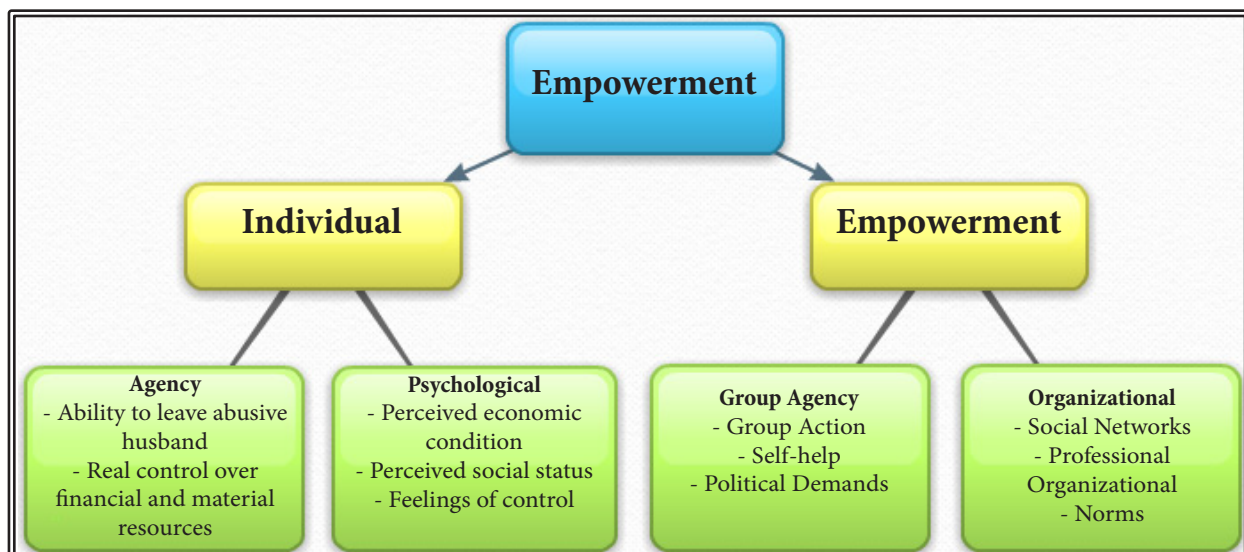 Empowerment
Individual
Empowerment
Agency
- Ability to leave abusive
husband
- Real control over
financial and material
resources
Psychological
- Perceived economic
condition
- Perceived social status
- Feelings of control
Group Agency
- Group Action
- Self-help
- Political Demands
Organizational
- Social Networks
- Professional
Organizational
- Norms